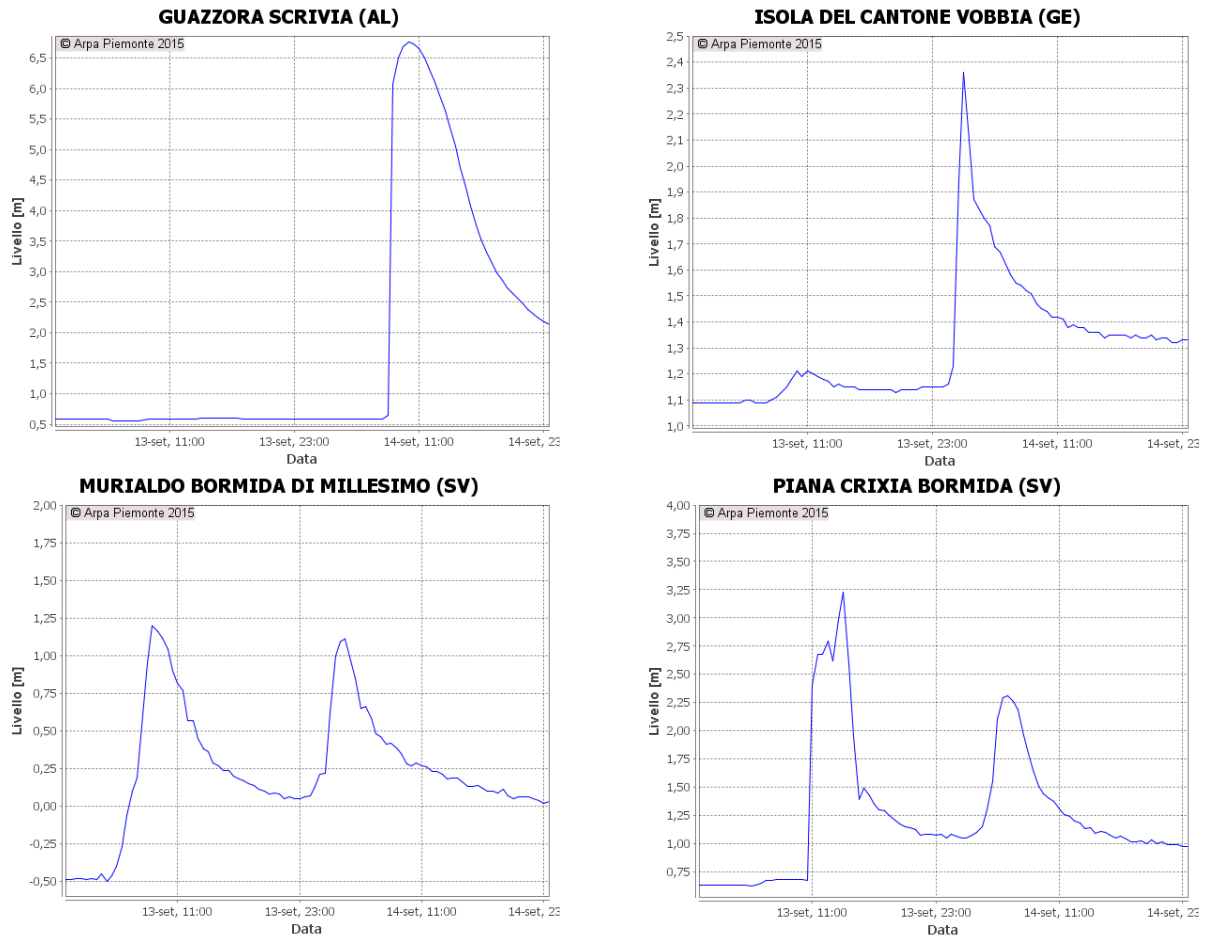 GUAZZORA SCRIVIA (AL)
© Arpa Piemonte 2015
6,5
6,0
5,5
5,0
4,5
4,0
3,5
3,0
2,5
2,0
1,5
1,0
0,5
Livello [m]
13-set, 11:00 13-set, 23:00 14-set, 11:00 14-set, 23
Data
ISOLA DEL CANTONE VOBBIA (GE)
© Arpa Piemonte 2015
2,5
2,4
2,3
2,2
2,1
2,0
1,9
1,8
1,7
1,6
1,5
1,4
1,3
1,2
1,1
1,0
Livello [m]
13-set, 11:00 13-set, 23:00 14-set, 11:00 14-set, 23
Data
MURIALDO BORMIDA DI MILLESIMO (SV)
© Arpa Piemonte 2015
2,00
1,75
1,50
1,25
1,00
0,75
0,50
0,25
0,00
-0,25
-0,50
Livello [m]
13-set, 11:00 13-set, 23:00 14-set, 11:00 14-set, 23
Data
PIANA CRIXIA BORMIDA (SV)
© Arpa Piemonte 2015
4,00
3,75
3,50
3,25
3,00
2,75
2,50
2,25
2,00
1,75
1,50
1,25
1,00
0,75
Livello [m]
13-set, 11:00 13-set, 23:00 14-set, 11:00 14-set, 23
Data